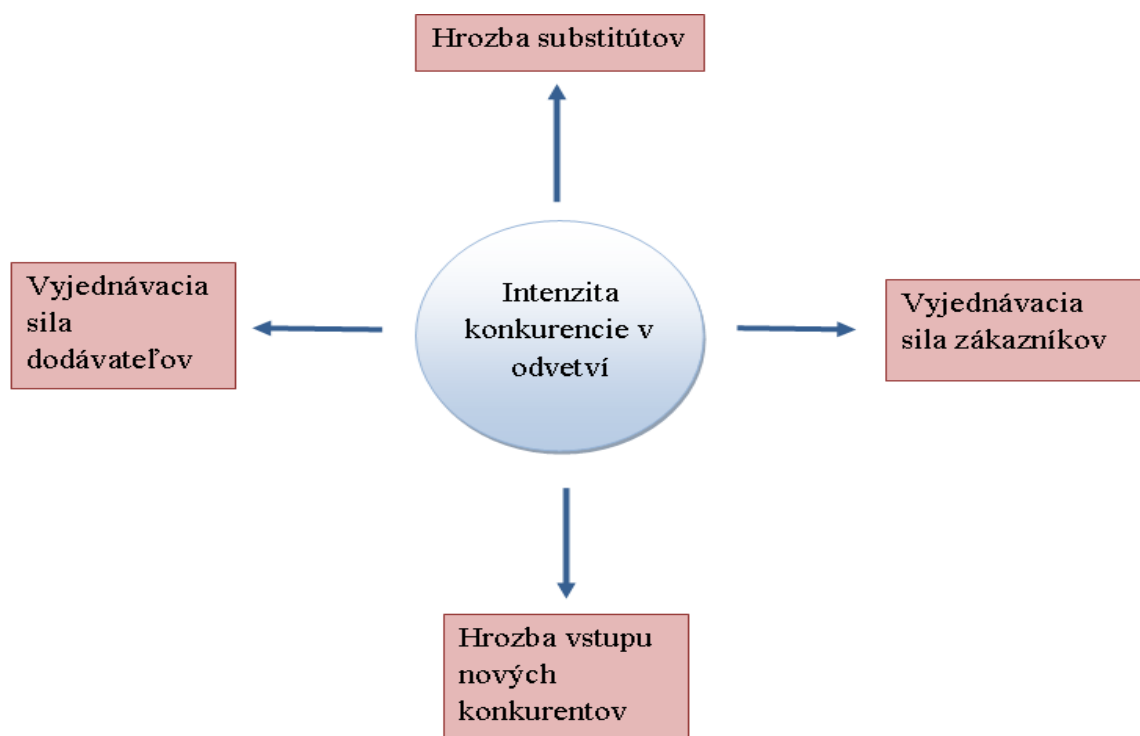 Hrozba substitútov
Vyjednávacia
sila
dodávateľov
Intenzita
konkurencie v
odvetví
Vyjednávacia
sila zákazníkov
Hrozba vstupu
nových
konkurentov